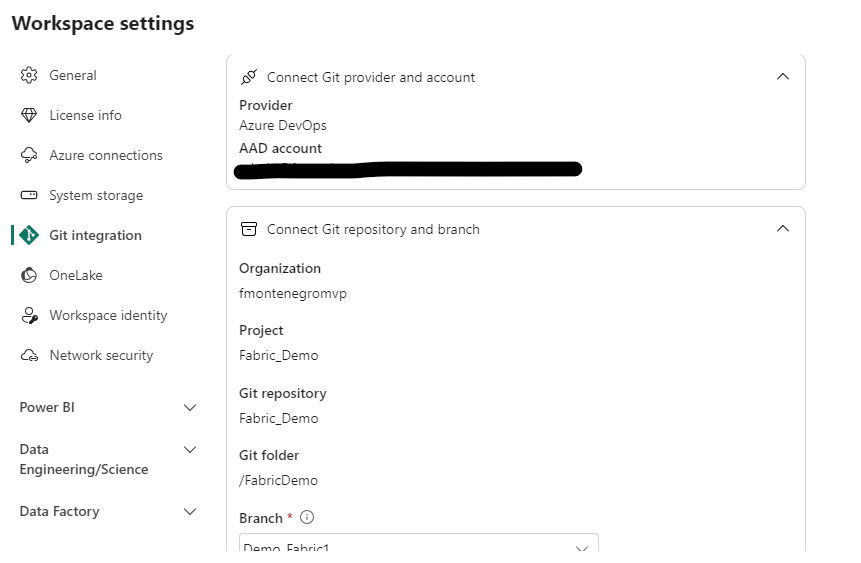 Workspace settings
General
License info
Azure connections
System storage
Git integration
OneLake
Workspace identity
Network security
Power BI
Data
Engineering/Science
Data Factory
Connect Git provider and account
Provider
Azure DevOps
AAD account
Connect Git repository and branch
Organization
fmontenegromvp
Project
Fabric_Demo
Git repository
Fabric_Demo
Git folder
/FabricDemo
Branch *
Demo_Fabric1